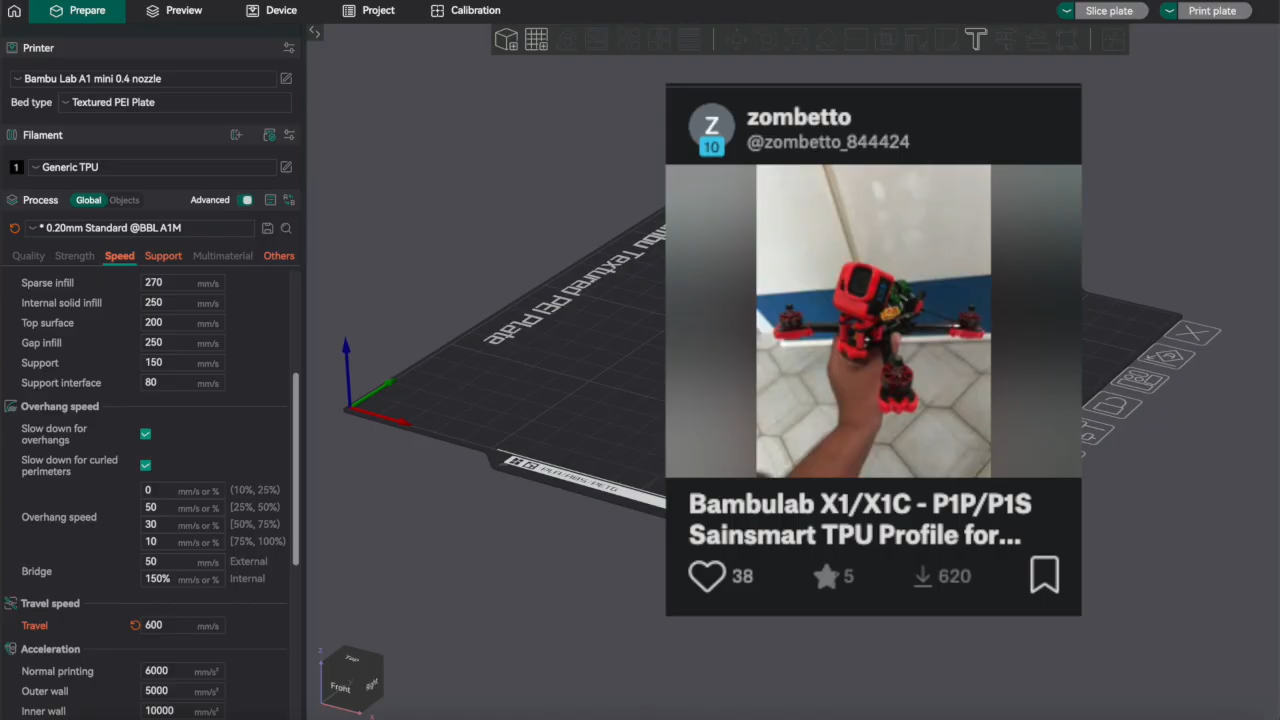 Prepare
Preview
Device
Project
Calibration
Slice plate
Print plate
Printer
Bambu Lab A1 mini 0.4 nozzle
Bed type
Textured PEI Plate
Filament
1
Generic TPU
Process
Global
Objects
Advanced
* 0.20mm Standard @BBL A1M
Quality
Strength
Speed
Support
Multimaterial
Others
Sparse infill 270 mm/s
Internal solid infill 250 mm/s
Top surface 200 mm/s
Gap infill 250 mm/s
Support 150 mm/s
Support interface 80 mm/s
Overhang speed
Slow down for
overhangs
Slow down for curled
perimeters
Overhang speed
0 mm/s or % (10%, 25%)
50 mm/s or % [25%, 50%)
30 mm/s or % [50%, 75%)
10 mm/s or % [75%, 100%)
Bridge
50 mm/s External
150% mm/s or % Internal
Travel speed
Travel 600 mm/s
Acceleration
Normal printing 6000 mm/s²
Outer wall 5000 mm/s²
Inner wall 10000 mm/s²
Textured PEI Plate
Z
10
zombetto
@zombetto_844424
Bambulab X1/X1C - P1P/P1S
Sainsmart TPU Profile for...
38
5
620
Top
Front
Right
z
x